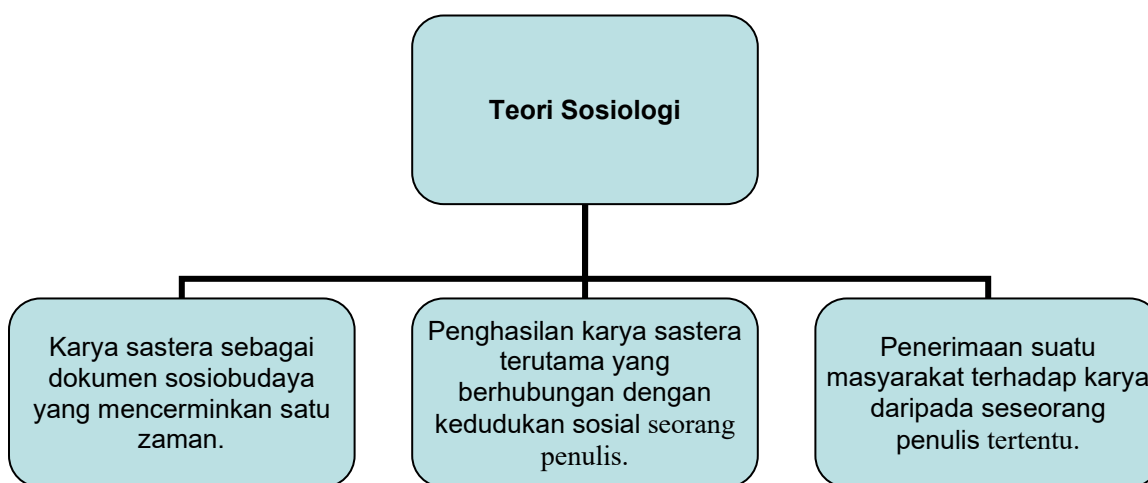 Teori Sosiologi
Karya sastera sebagai
dokumen sosiobudaya
yang mencerminkan satu
zaman.
Penghasilan karya sastera
terutama yang
berhubungan dengan
kedudukan sosial seorang
penulis.
Penerimaan suatu
masyarakat terhadap karya
daripada seseorang
penulis tertentu.